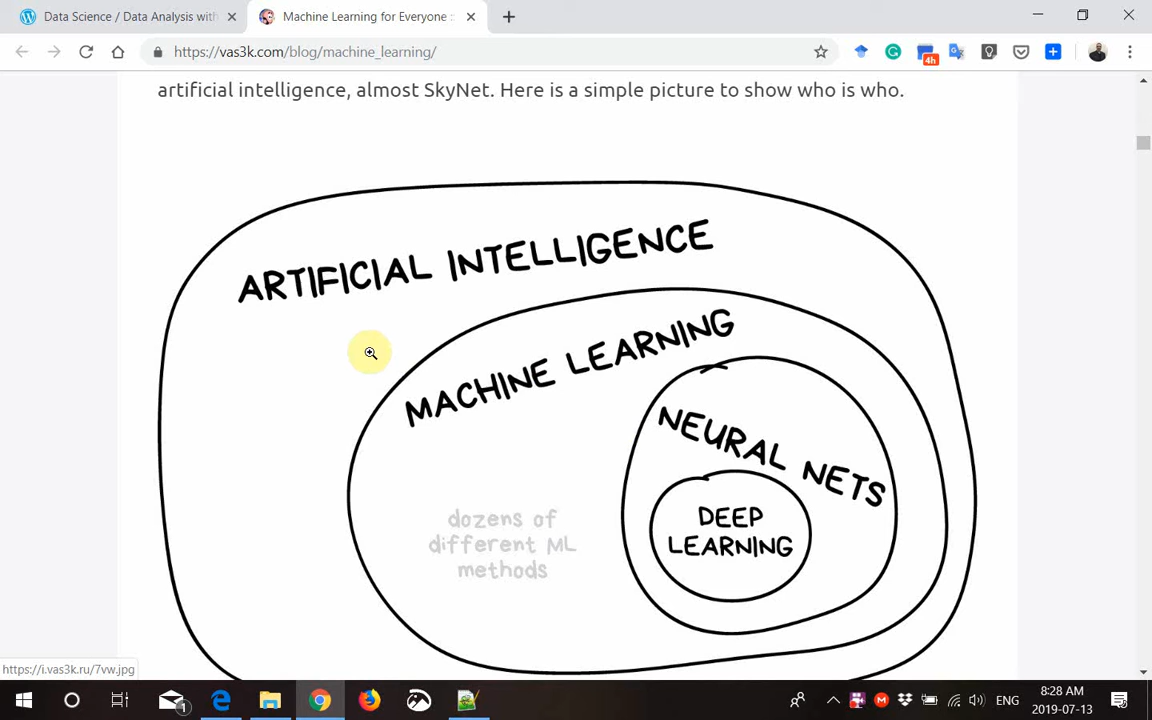 Data Science / Data Analysis with
Machine Learning for Everyone ::
https://vas3k.com/blog/machine_learning/
4h
artificial intelligence, almost SkyNet. Here is a simple picture to show who is who.
ARTIFICIAL INTELLIGENCE
MACHINE LEARNING
NEURAL NETS
DEEP
LEARNING
dozens of
different ML
methods
https://i.vas3k.ru/7vw.jpg
1
ENG
8:28 AM
2019-07-13